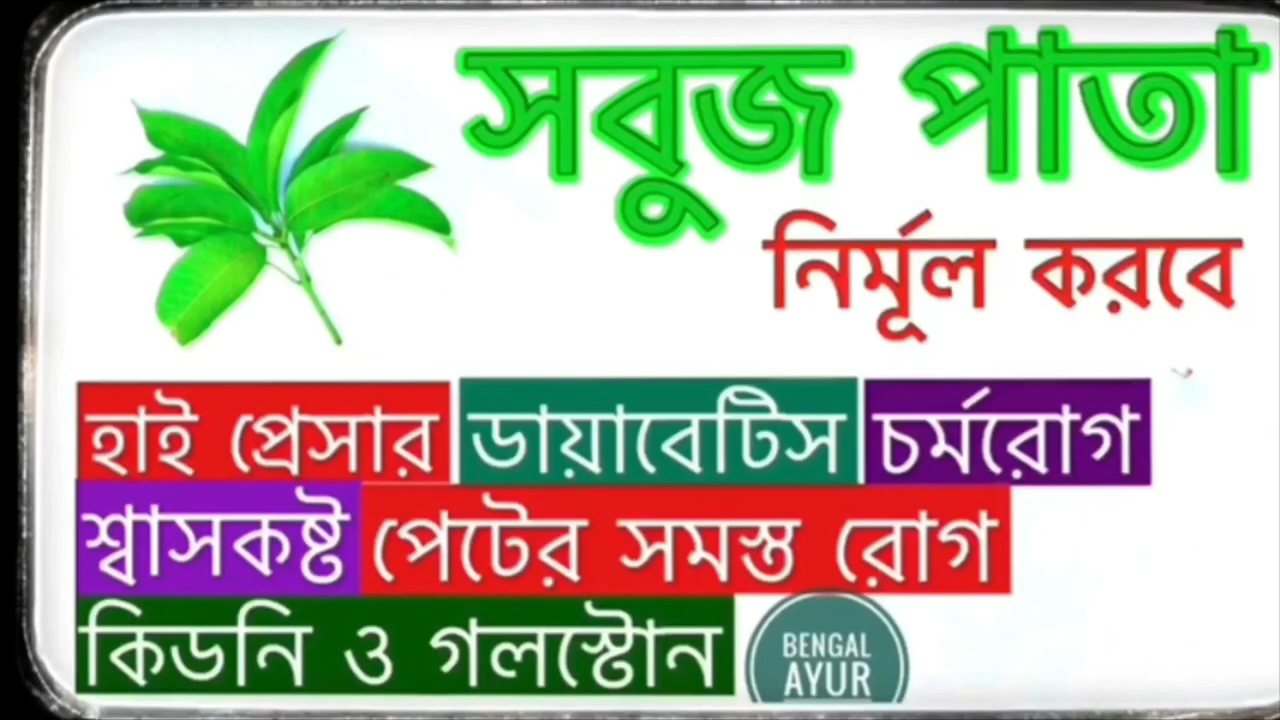 সবুজ পাতা
নির্মূল করবে
হাই প্রেসার ডায়াবেটিস চর্মরোগ
শ্বাসকষ্ট পেটের সমস্ত রোগ
কিডনি ও গলস্টোন
BENGAL
AYUR